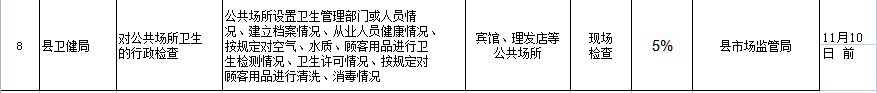 8
县卫健局
对公共场所卫生
的行政检查
公共场所设置卫生管理部门或人员情
况、建立档案情况、从业人员健康情况、
按规定对空气、水质、顾客用品进行卫
生检测情况、卫生许可情况、按规定对
顾客用品进行清洗、消毒情况
宾馆、理发店等
公共场所
现场
检查
5%
县市场监管局
11月10
日 前